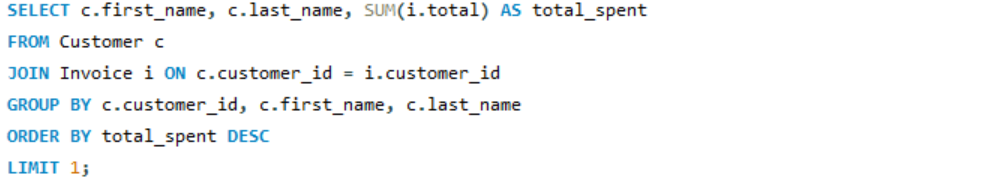 SELECT c.first_name, c.last_name, SUM(i.total) AS total_spent
FROM Customer c
JOIN Invoice i ON c.customer_id = i.customer_id
GROUP BY c.customer_id, c.first_name, c.last_name
ORDER BY total_spent DESC
LIMIT 1;